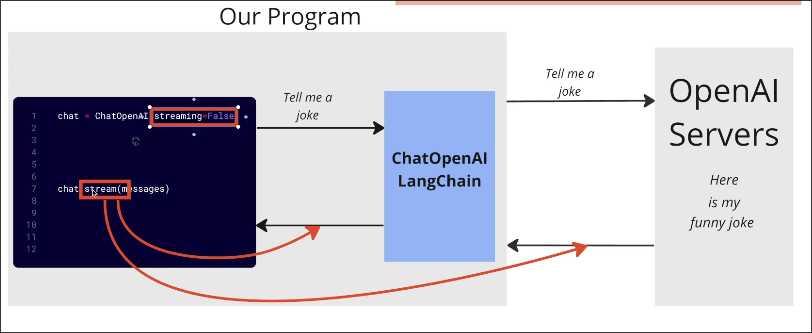 Our Program
1 chat = ChatOpenAI(streaming=False)
2
3
4
5
6
7 chat.stream(messages)
8
9
10
11
12
Tell me a
joke
ChatOpenAI
LangChain
Tell me a
joke
OpenAI
Servers
Here
is my
funny joke